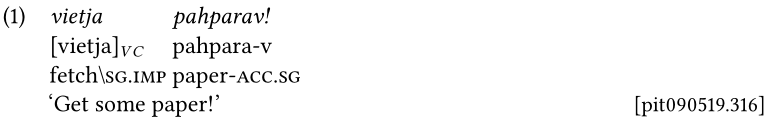 (1) vietja pahparav!
[vietja]VC pahpara-v
fetch\SG.IMP paper-ACC.SG
‘Get some paper!’ [pit090519.316]